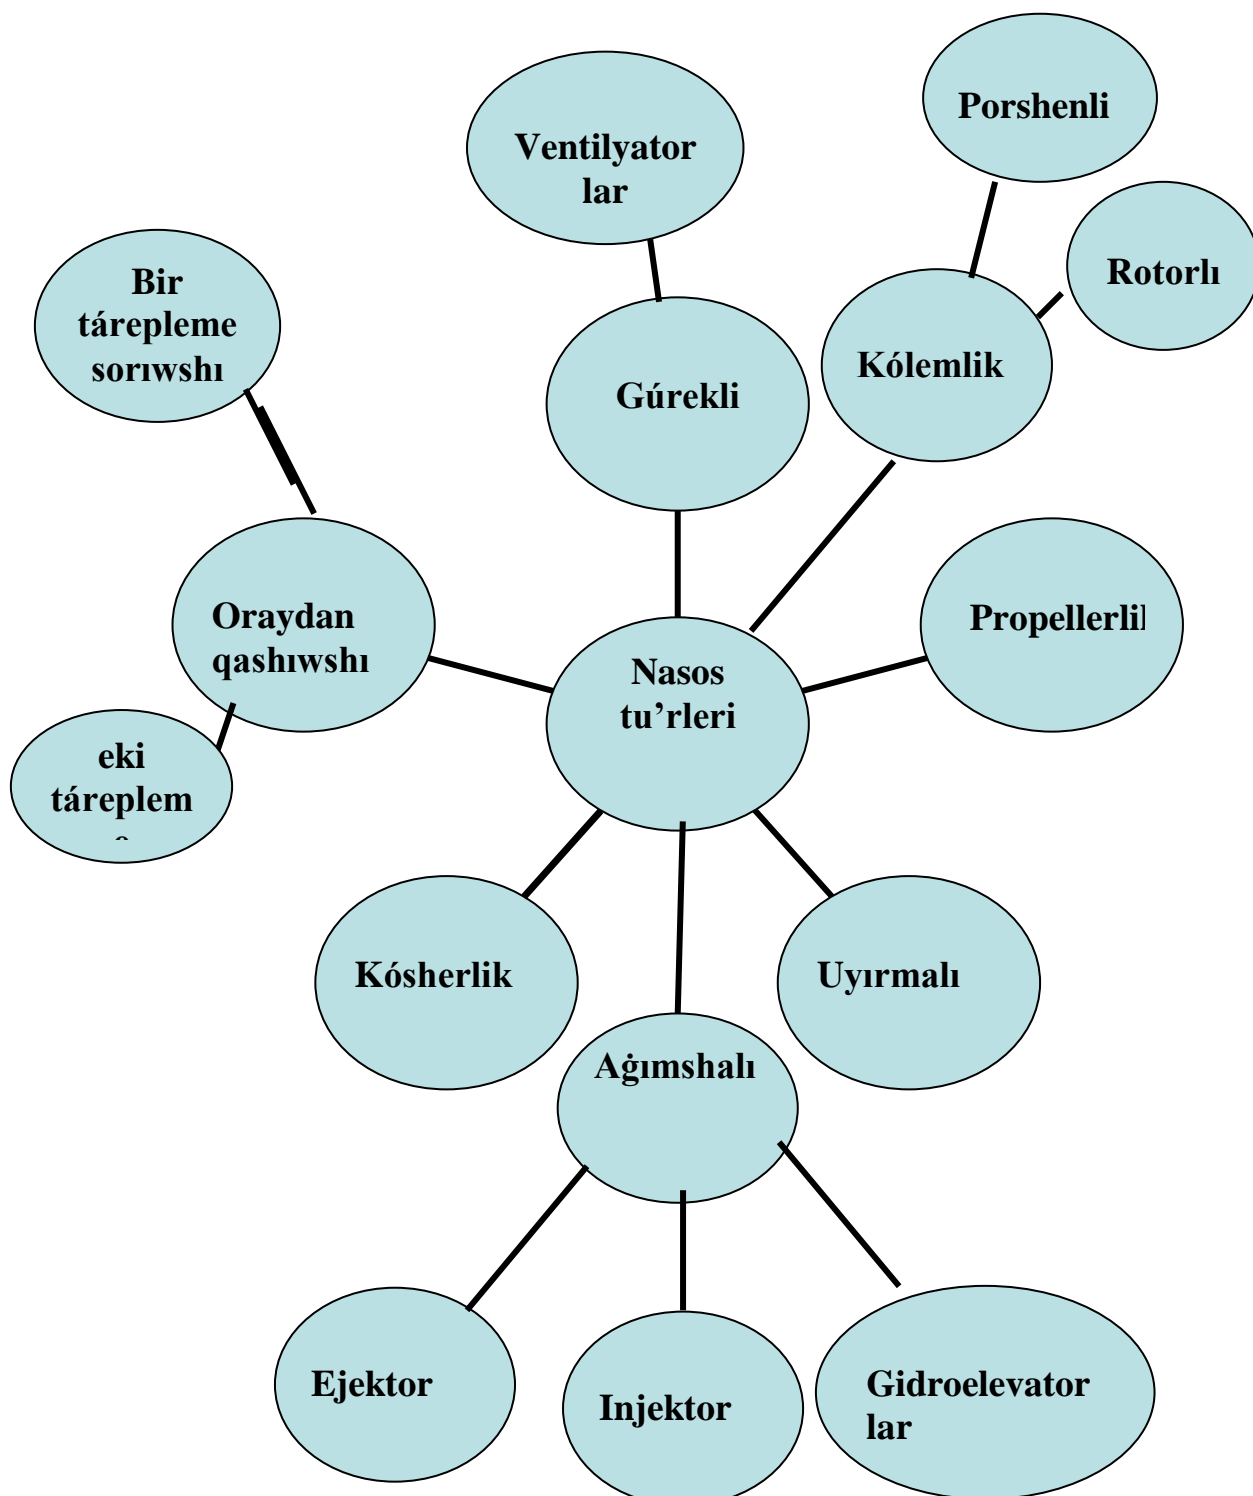 Porshenli
Ventilyator
lar
Rotorlı
Bir
tárepleme
sorıwshı
Kólemlik
Gúrekli
Oraydan
qashıwshı
Propellerli
Nasos
tu’rleri
eki
táreplem
Kósherlik
Uyırmalı
Aġımshalı
Ejektor
Injektor
Gidroelevator
lar